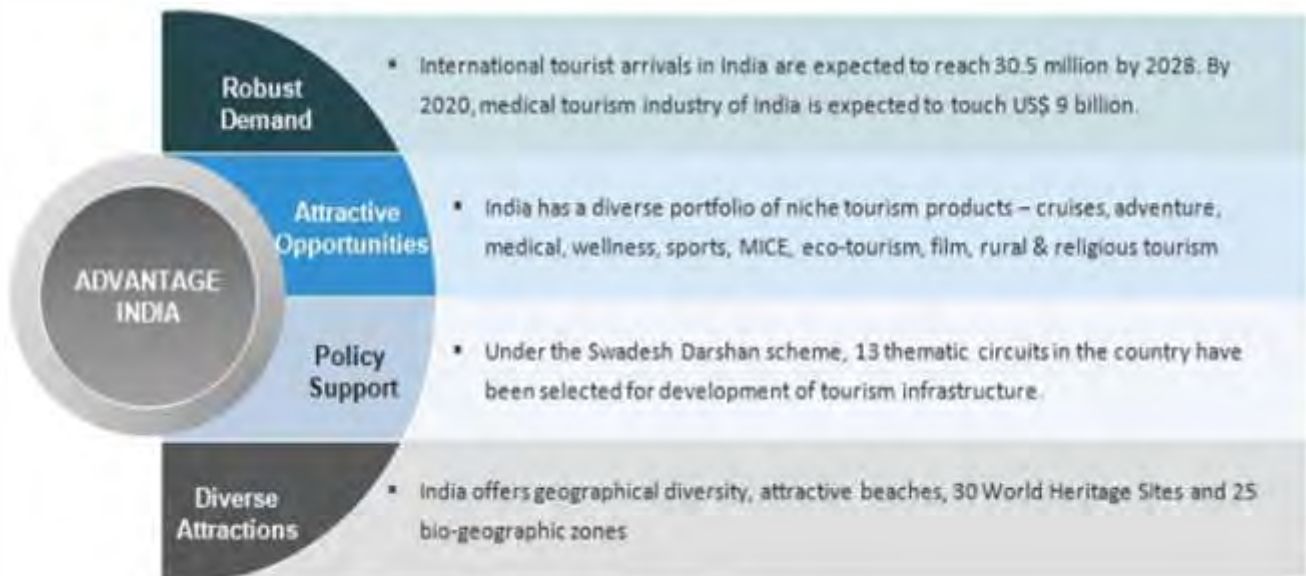 ADVANTAGE
INDIA
Robust
Demand
▪ International tourist arrivals in India are expected to reach 30.5 million by 2028. By
2020, medical tourism industry of India is expected to touch US$ 9 billion.
Attractive
Opportunities
▪ India has a diverse portfolio of niche tourism products – cruises, adventure,
medical, wellness, sports, MICE, eco-tourism, film, rural & religious tourism
Policy
Support
▪ Under the Swadesh Darshan scheme, 13 thematic circuits in the country have
been selected for development of tourism infrastructure.
Diverse
Attractions
▪ India offers geographical diversity, attractive beaches, 30 World Heritage Sites and 25
bio-geographic zones